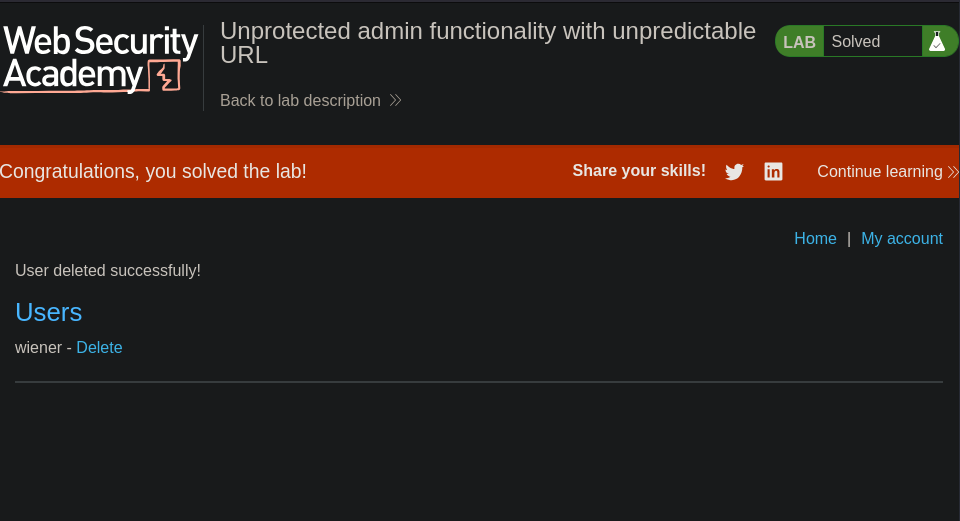 Web Security
Academy
Unprotected admin functionality with unpredictable
URL
Back to lab description
LAB Solved
Congratulations, you solved the lab!
Share your skills!
Continue learning
Home | My account
User deleted successfully!
Users
wiener - Delete